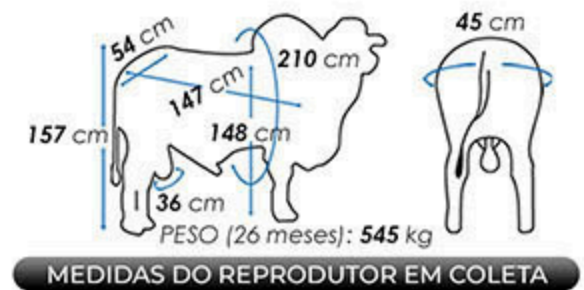 45 cm
54 cm
210 cm
147 cm
157 cm
148 cm
36 cm
PESO (26 meses): 545 kg
MEDIDAS DO REPRODUTOR EM COLETA